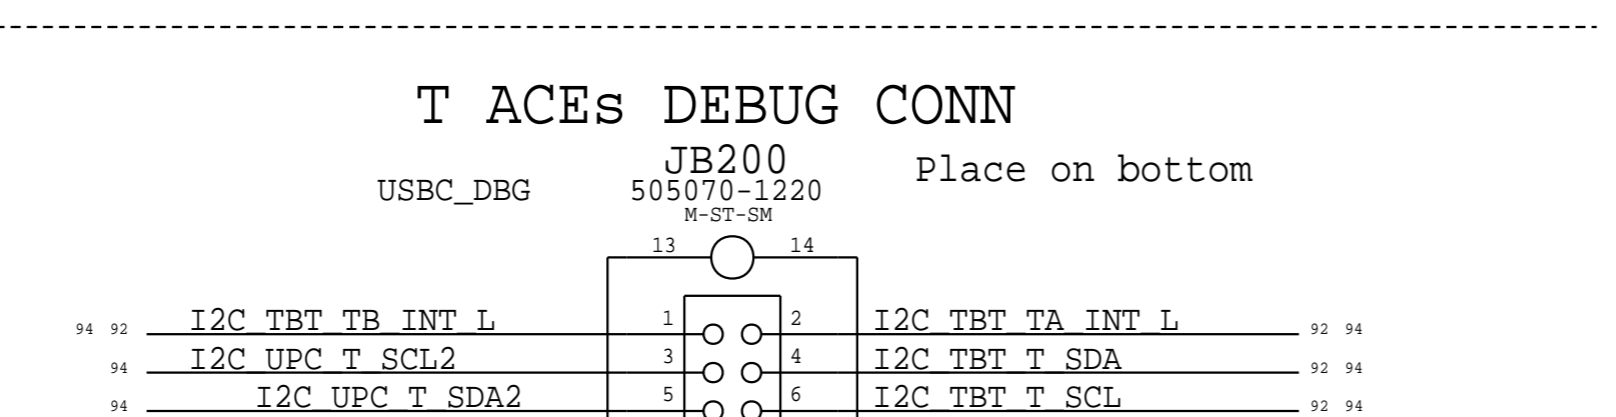 T ACEs DEBUG CONN
JB200
Place on bottom
USBC_DBG
505070-1220
M-ST-SM
13 14
94 92 I2C_TBT_TB_INT_L 1 2 I2C_TBT_TA_INT_L 92 94
94 I2C_UPC_T_SCL2 3 4 I2C_TBT_T_SDA 92 94
94 I2C_UPC_T_SDA2 5 6 I2C_TBT_T_SCL 92 94